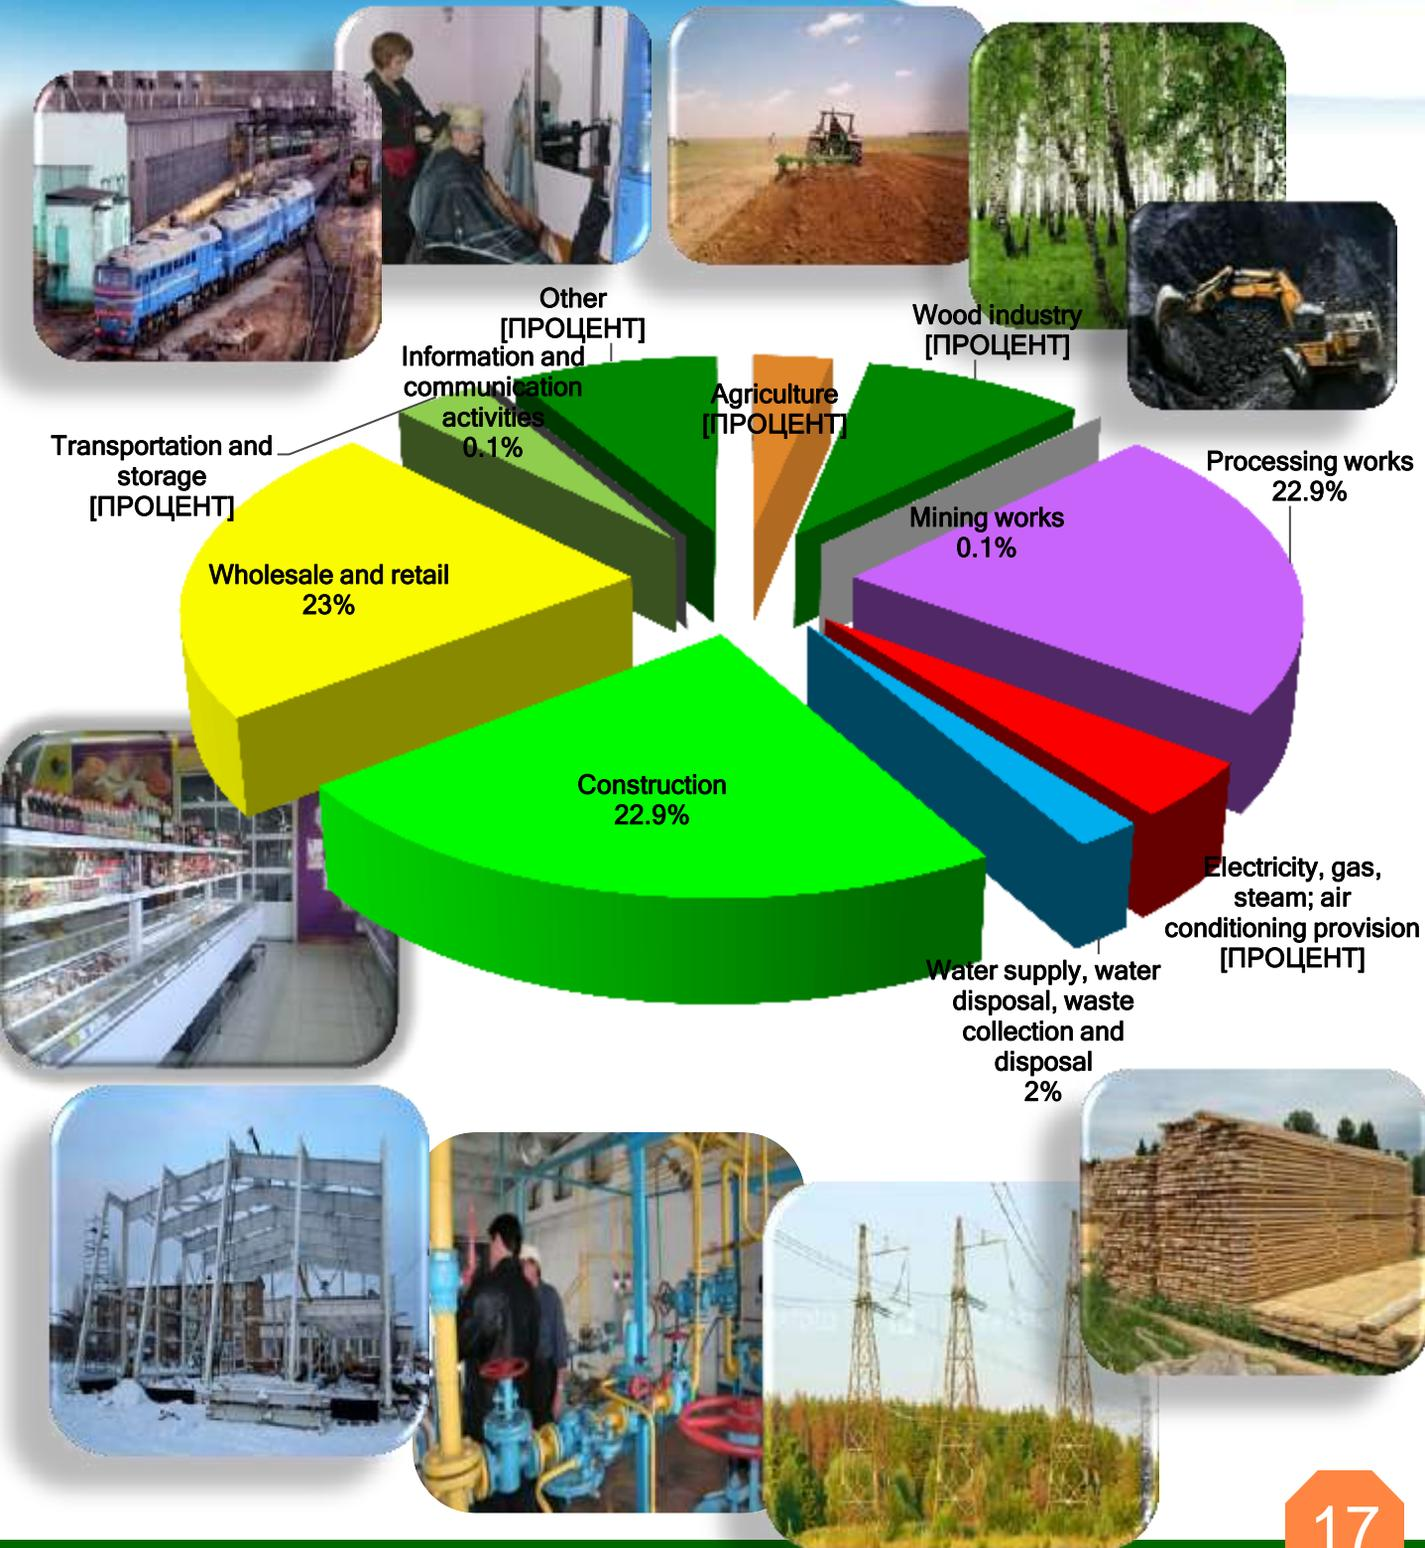 Other
[ПРОЦЕНТ]
Wood industry
[ПРОЦЕНТ]
Information and
communication
activities
0.1%
Agriculture
[ПРОЦЕНТ]
Transportation and
storage
[ПРОЦЕНТ]
Processing works
22.9%
Mining works
0.1%
Wholesale and retail
23%
Construction
22.9%
Electricity, gas,
steam; air
conditioning provision
[ПРОЦЕНТ]
Water supply, water
disposal, waste
collection and
disposal
2%
17